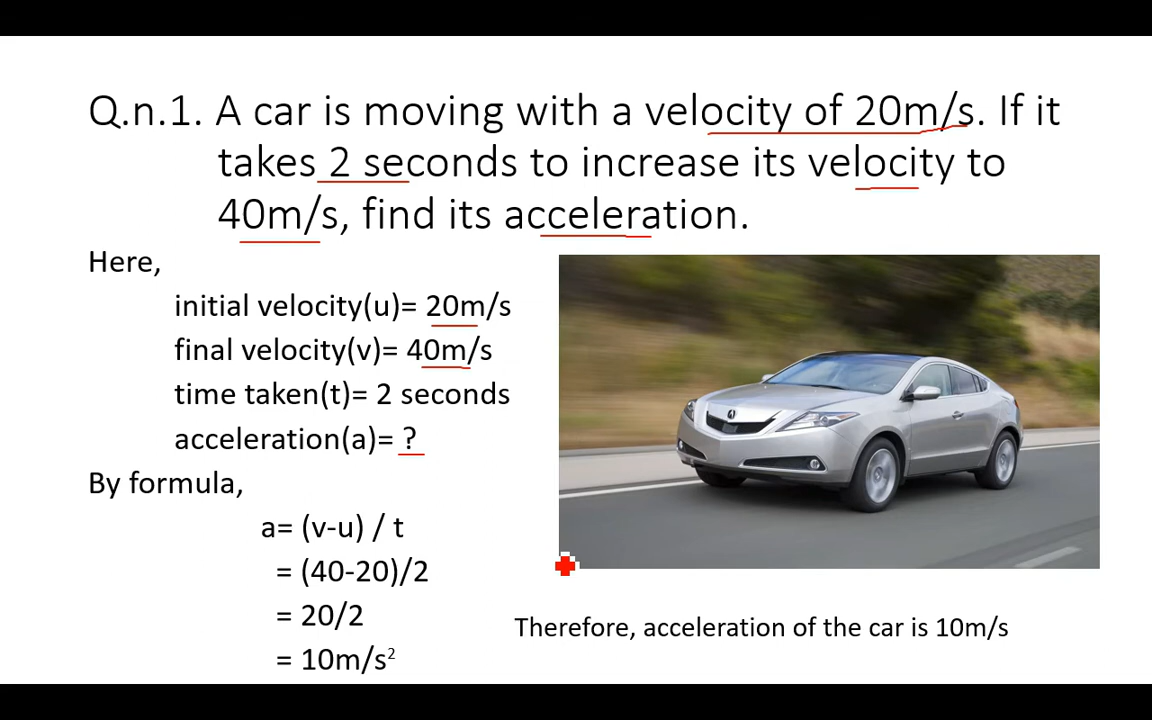 Q.n.1. A car is moving with a velocity of 20m/s. If it
takes 2 seconds to increase its velocity to
40m/s, find its acceleration.
Here,
initial velocity(u)= 20m/s
final velocity(v)= 40m/s
time taken(t)= 2 seconds
acceleration(a)= ?
By formula,
a= (v-u) / t
= (40-20)/2
= 20/2
= 10m/s²
Therefore, acceleration of the car is 10m/s